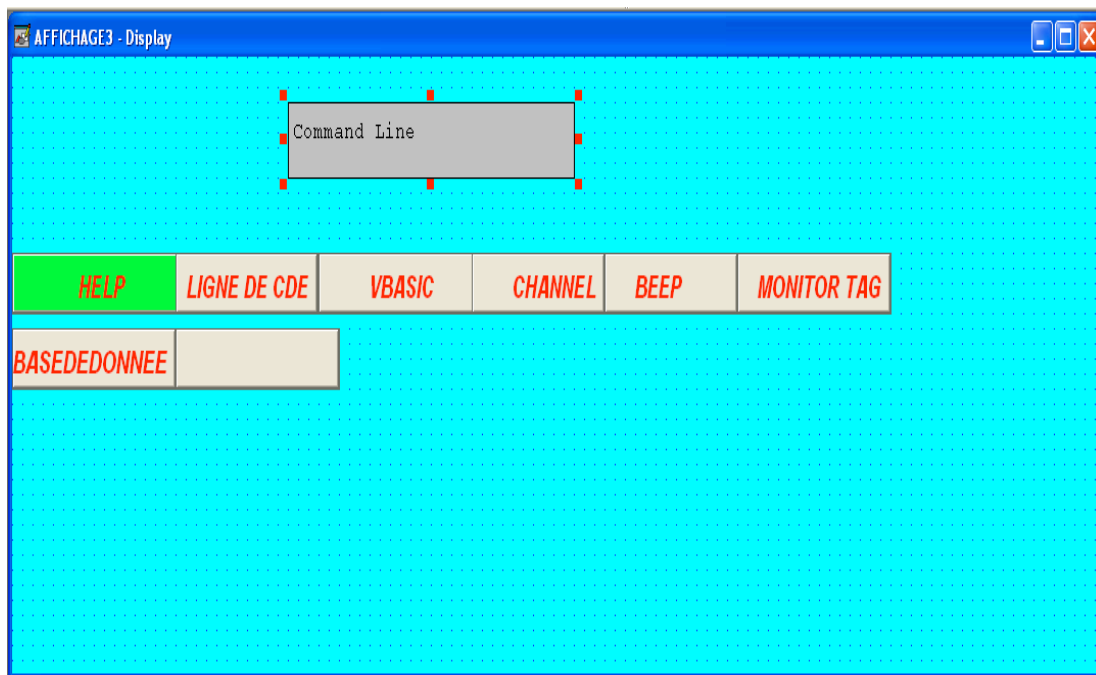 AFFICHAGE3 - Display
Command Line
HELP LIGNE DE CDE VBASIC CHANNEL BEEP MONITOR TAG
BASEDEDONNEE